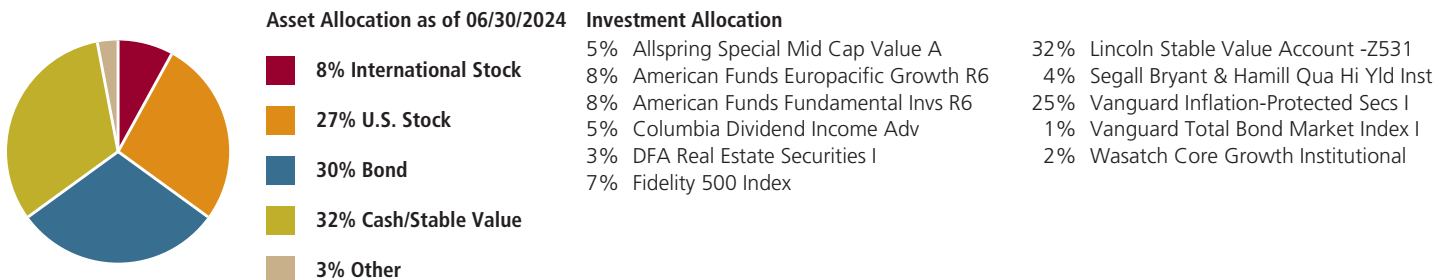 Asset Allocation as of 06/30/2024
8% International Stock
27% U.S. Stock
30% Bond
32% Cash/Stable Value
3% Other
Investment Allocation
5% Allspring Special Mid Cap Value A
8% American Funds Europacific Growth R6
8% American Funds Fundamental Invs R6
5% Columbia Dividend Income Adv
3% DFA Real Estate Securities I
7% Fidelity 500 Index
32% Lincoln Stable Value Account -Z531
4% Segall Bryant & Hamill Qua Hi Yld Inst
25% Vanguard Inflation-Protected Secs I
1% Vanguard Total Bond Market Index I
2% Wasatch Core Growth Institutional